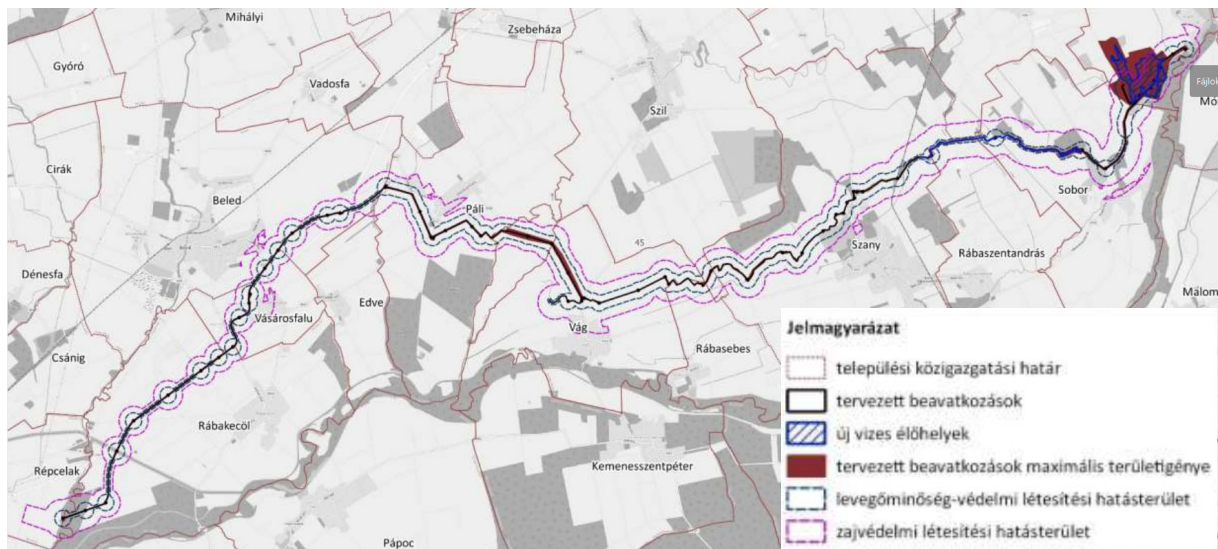 Mihályi
Zsebeháza
Gyóró
Vadosfa
Fájlok
Szil
Cirák
Beled
Páli
Sobor
45
Szany
Rábaszentandrás
Dénesfa
Edve
Vásárosfalu
Vág
Csánig
Rábasebes
Rábakecöl
Répcelak
Kemenesszentpéter
Pápoc
Jelmagyarázat
települési közigazgatási határ
tervezett beavatkozások
új vizes élőhelyek
tervezett beavatkozások maximális területigénye
levegőminőség-védelmi létesítési hatásterület
zajvédelmi létesítési hatásterület